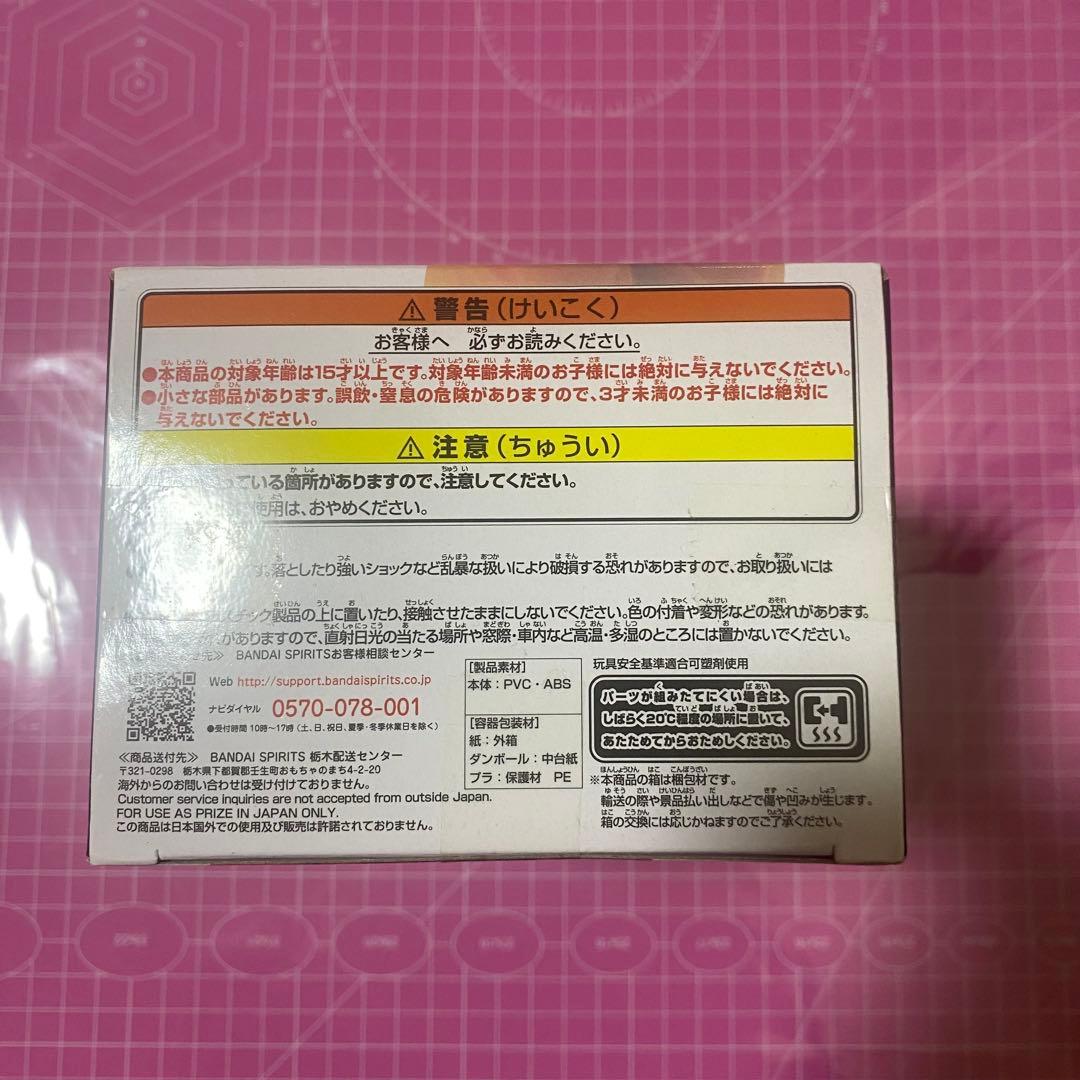 ⚠ 警告(けいこく)
お客様へ 必ずお読みください。
●本商品の対象年齢は15才以上です。対象年齢未満のお子様には絶対に与えないでください。
●小さな部品があります。誤飲・窒息の危険がありますので、3才未満のお子様には絶対に
与えないでください。
⚠ 注意(ちゅうい)
ている箇所がありますので、注意してください。
使用は、おやめください。
す。落としたり強いショックなど乱暴な扱いにより破損する恐れがありますので、お取り扱いには
チック製品の上に置いたり、接触させたままにしないでください。色の付着や変形などの恐れがあります。
がありますので、直射日光の当たる場所や窓際・車内など高温・多湿のところには置かないでください。
先≫ BANDAI SPIRITSお客様相談センター
Web http://support.bandaispirits.co.jp
ナビダイヤル 0570-078-001
●受付時間 10時〜17時(土、日、祝日、夏季・冬季休業日を除く)
≪商品送付先≫ BANDAI SPIRITS 栃木配送センター
〒321-0298 栃木県下都賀郡壬生町おもちゃのまち4-2-20
海外からのお問い合わせは受け付けておりません。
Customer service inquiries are not accepted from outside Japan.
FOR USE AS PRIZE IN JAPAN ONLY.
この商品は日本国外での使用及び販売は許諾されておりません。
[製品素材]
本体:PVC・ABS
[容器包装材]
紙:外箱
ダンボール:中台紙
プラ:保護材 PE
玩具安全基準適合可塑剤使用
パーツが組みたてにくい場合は、
しばらく20℃程度の場所に置いて、
あたためてからおためしください。
※本商品の箱は梱包材です。
輸送の際や景品払い出しなどで傷や凹みが生じます。
箱の交換には応じかねますのでご了承ください。